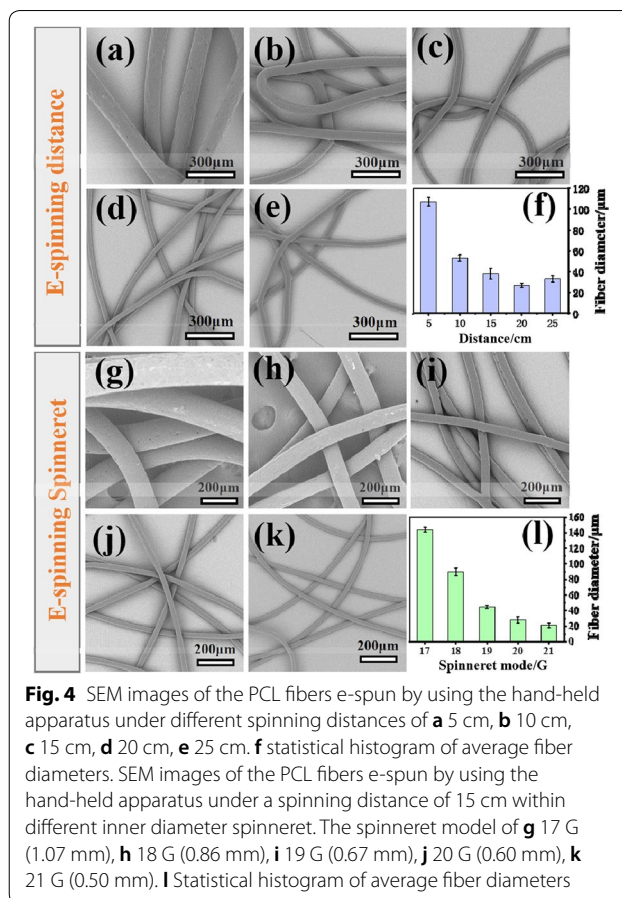 E-spinning distance
(a)
300μm
(b)
300μm
(c)
300μm
(d)
300μm
(e)
300μm
(f)
120
100
80
60
40
20
0
Fiber diameter/μm
5 10 15 20 25
Distance/cm
E-spinning Spinneret
(g)
200μm
(h)
200μm
(i)
200μm
(j)
200μm
(k)
200μm
(l)
160
140
120
100
80
60
40
20
0
Fiber diameter/μm
17 18 19 20 21
Spinneret mode/G
Fig. 4 SEM images of the PCL fibers e-spun by using the hand-held
apparatus under different spinning distances of a 5 cm, b 10 cm,
c 15 cm, d 20 cm, e 25 cm. f statistical histogram of average fiber
diameters. SEM images of the PCL fibers e-spun by using the
hand-held apparatus under a spinning distance of 15 cm within
different inner diameter spinneret. The spinneret model of g 17 G
(1.07 mm), h 18 G (0.86 mm), i 19 G (0.67 mm), j 20 G (0.60 mm), k
21 G (0.50 mm). l Statistical histogram of average fiber diameters